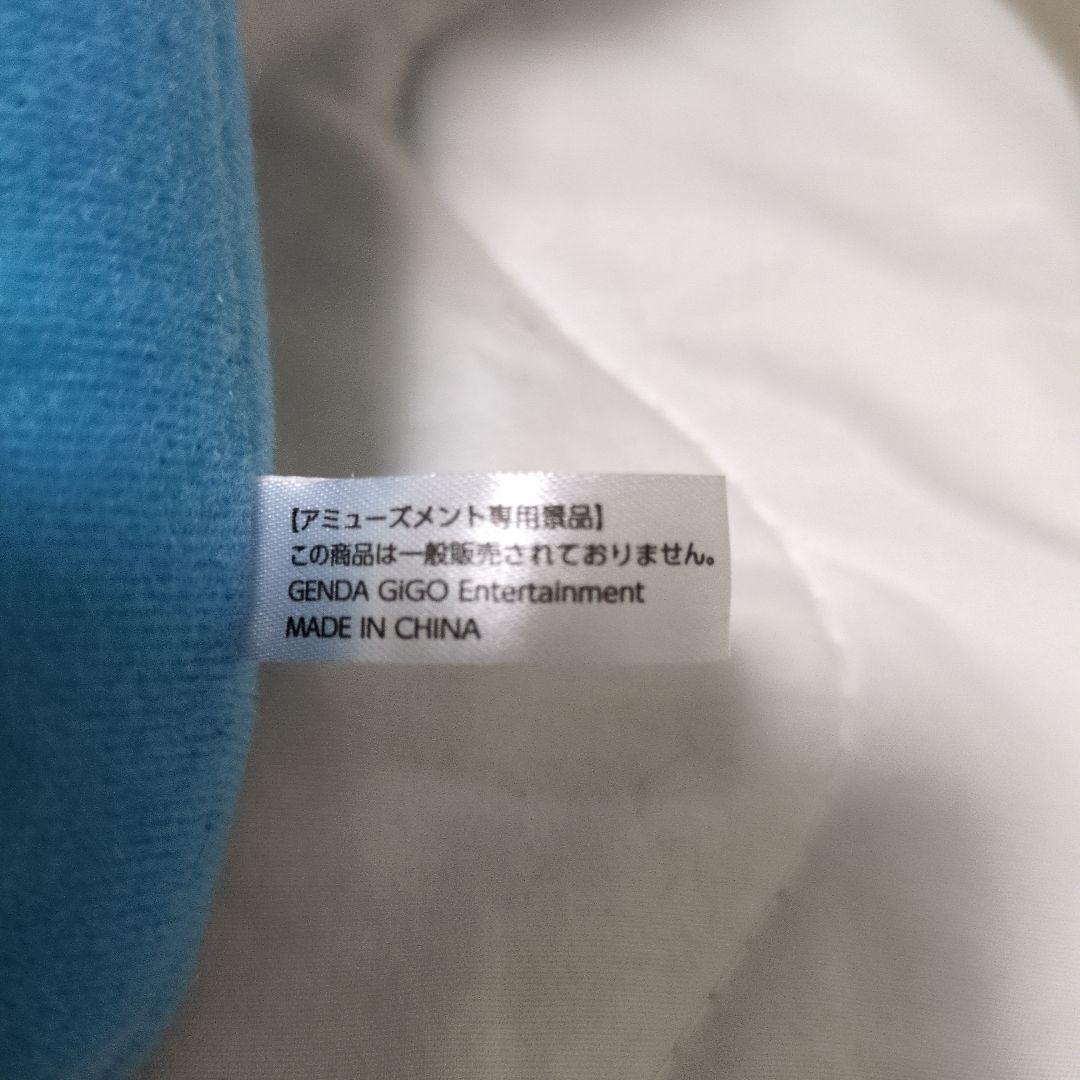 【アミューズメント専用景品】
この商品は一般販売されておりません。
GENDA GiGO Entertainment
MADE IN CHINA